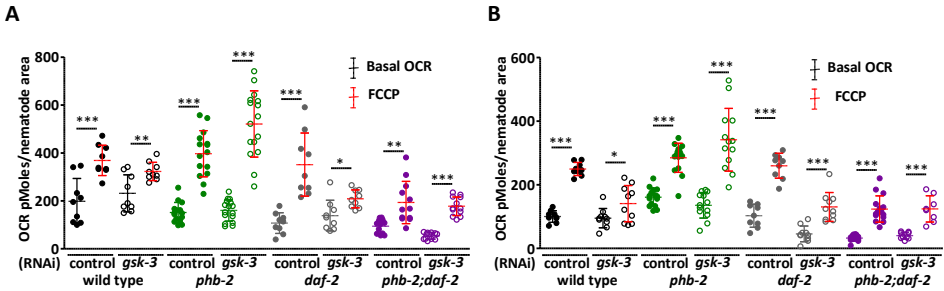 A
OCR pMoles/nematode area
800
600
400
200
0
Basal OCR
FCCP
*** ** *** *** *** * ** ***
(RNAi) control gsk-3 control gsk-3 control gsk-3 control gsk-3
wild type phb-2 daf-2 phb-2;daf-2
B
OCR pMoles/nematode area
600
400
200
0
Basal OCR
FCCP
*** * *** *** *** *** *** ***
(RNAi) control gsk-3 control gsk-3 control gsk-3 control gsk-3
wild type phb-2 daf-2 phb-2;daf-2